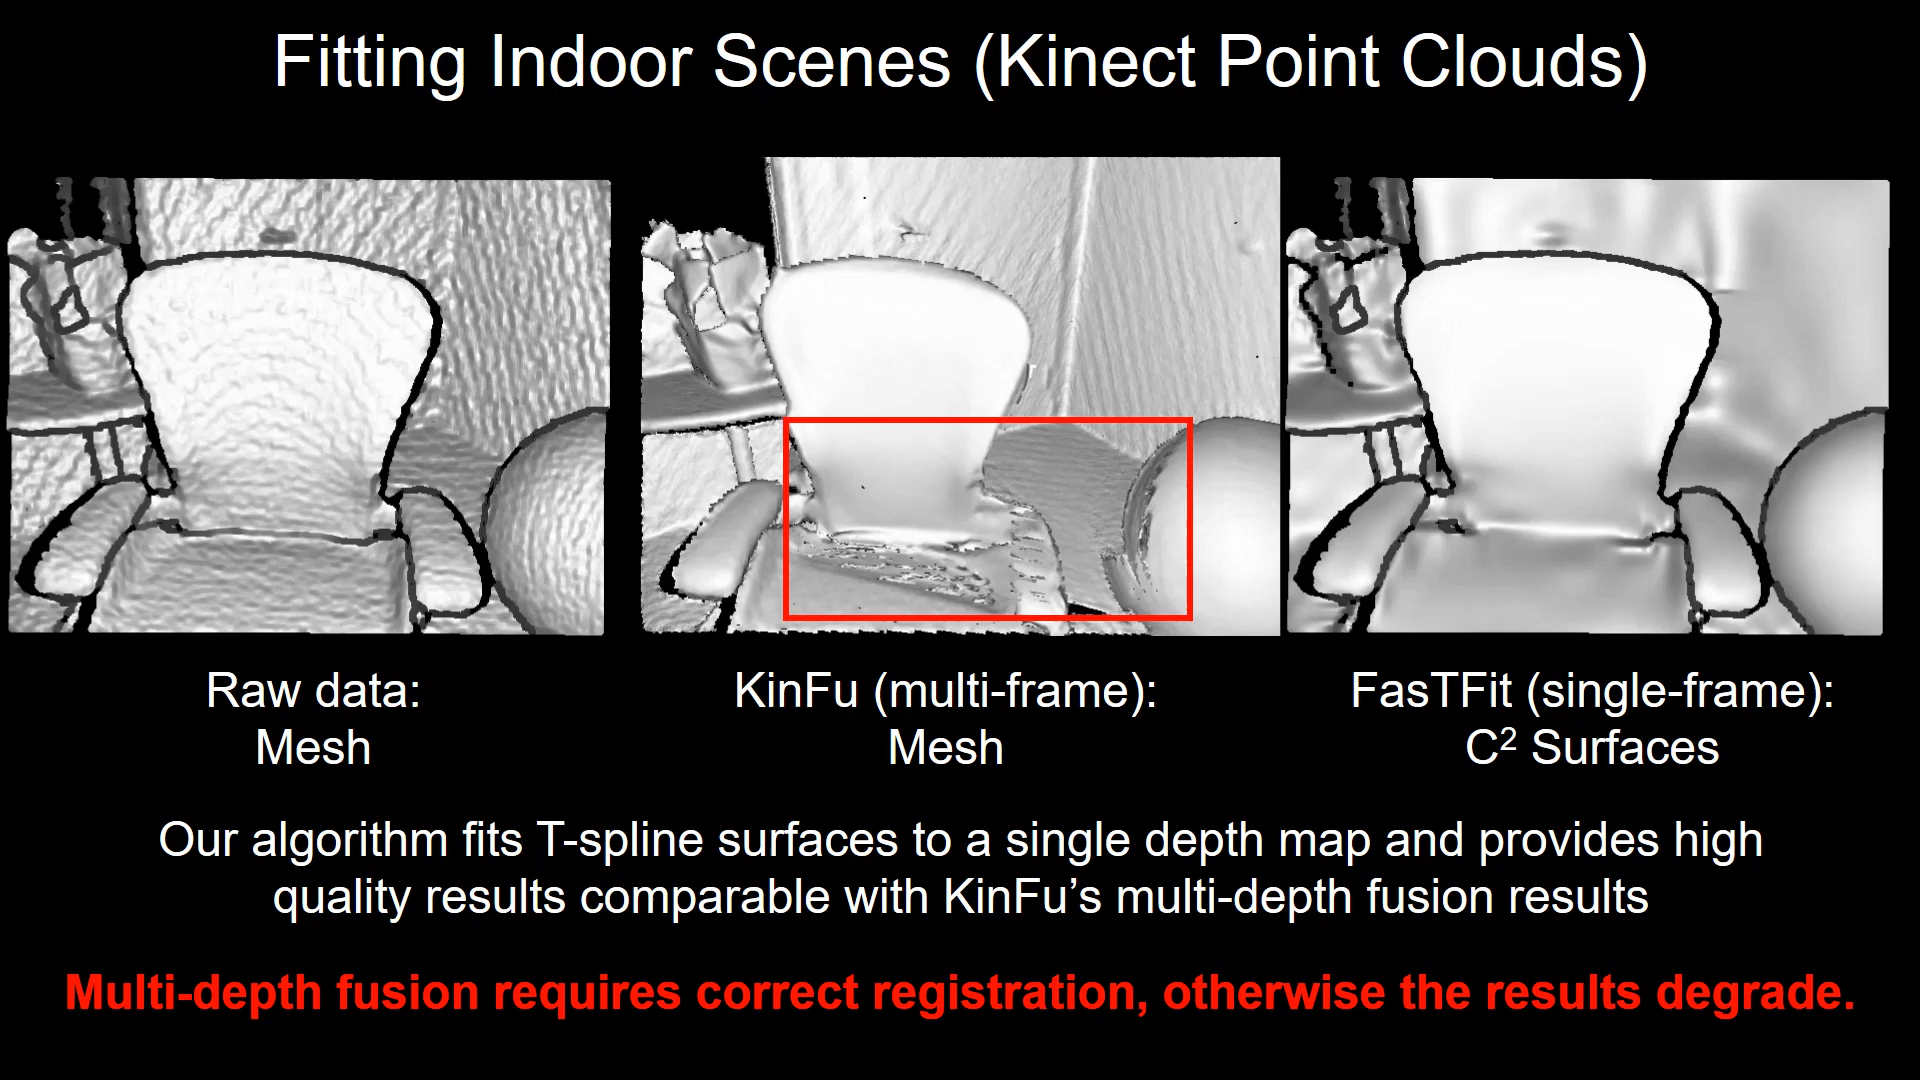 Fitting Indoor Scenes (Kinect Point Clouds)
Raw data:
Mesh
KinFu (multi-frame):
Mesh
FasTFit (single-frame):
C² Surfaces
Our algorithm fits T-spline surfaces to a single depth map and provides high
quality results comparable with KinFu’s multi-depth fusion results
Multi-depth fusion requires correct registration, otherwise the results degrade.